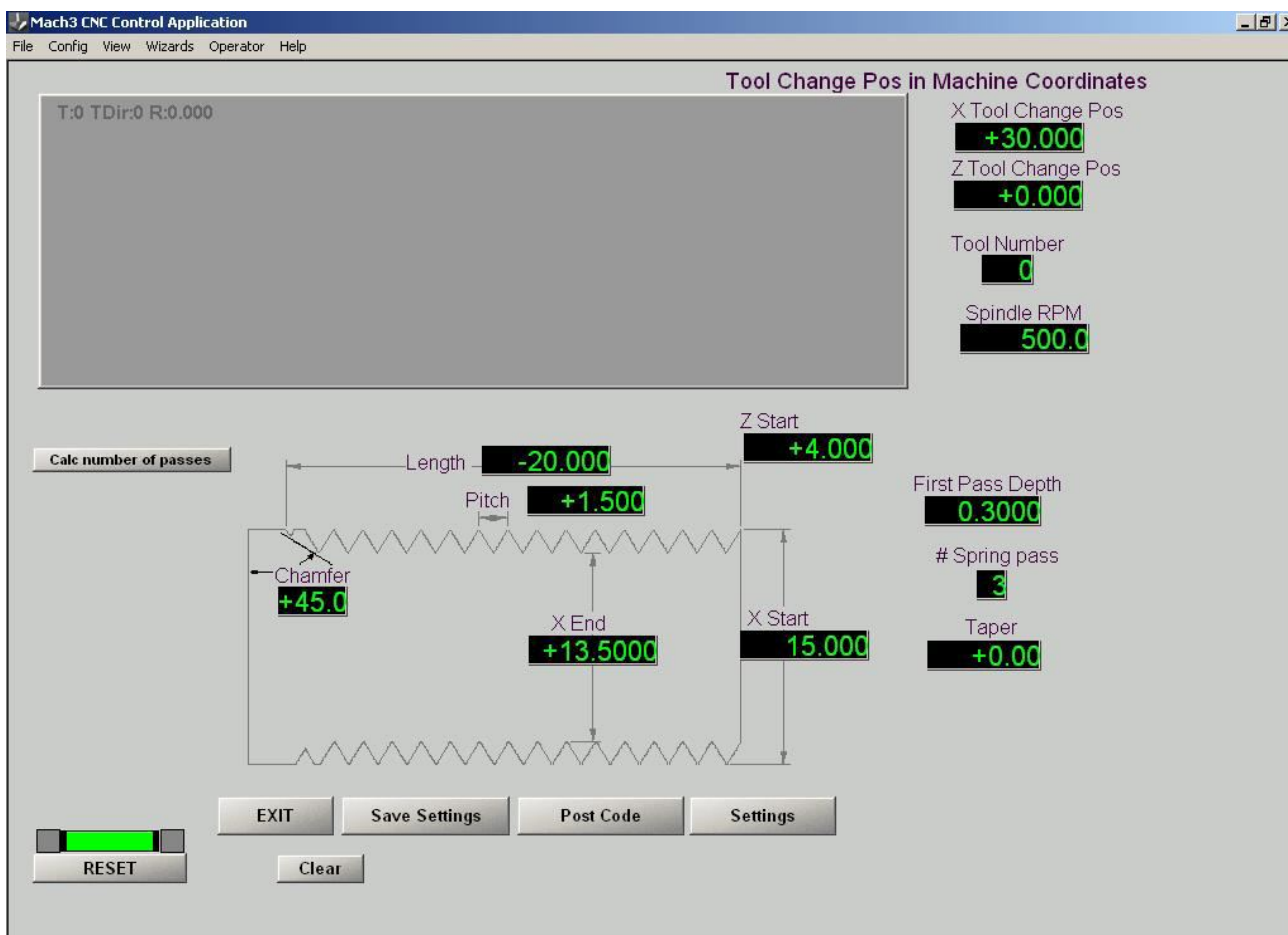 Mach3 CNC Control Application
File Config View Wizards Operator Help
Tool Change Pos in Machine Coordinates
T:0 TDir:0 R:0.000
X Tool Change Pos
+30.000
Z Tool Change Pos
+0.000
Tool Number
0
Spindle RPM
500.0
Z Start
+4.000
Calc number of passes
Length
-20.000
Pitch
+1.500
First Pass Depth
0.3000
# Spring pass
3
Chamfer
+45.0
X End
+13.5000
X Start
15.000
Taper
+0.00
EXIT
Save Settings
Post Code
Settings
RESET
Clear